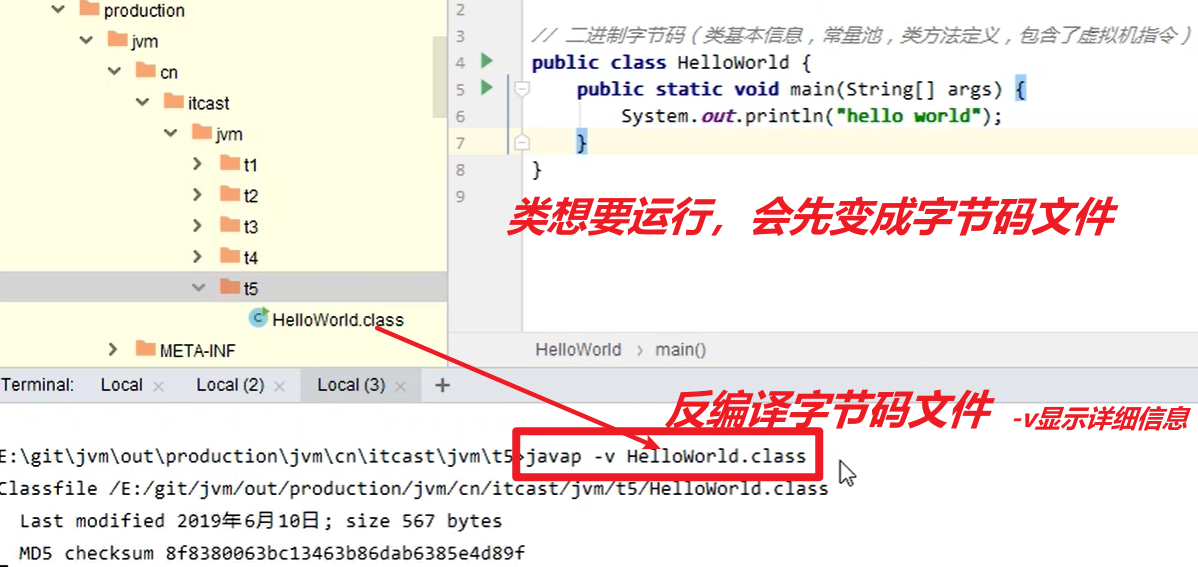 production
jvm
cn
itcast
jvm
t1
t2
t3
t4
t5
HelloWorld.class
META-INF
2
3 // 二进制字节码（类基本信息，常量池，类方法定义，包含了虚拟机指令）
4 public class HelloWorld {
5 public static void main(String[] args) {
6 System.out.println("hello world");
7 }
8 }
9
类想要运行，会先变成字节码文件
HelloWorld › main()
Terminal: Local × Local (2) × Local (3) × +
反编译字节码文件 -v显示详细信息
E:\git\jvm\out\production\jvm\cn\itcast\jvm\t5>javap -v HelloWorld.class
Classfile /E:/git/jvm/out/production/jvm/cn/itcast/jvm/t5/HelloWorld.class
Last modified 2019年6月10日; size 567 bytes
MD5 checksum 8f8380063bc13463b86dab6385e4d89f